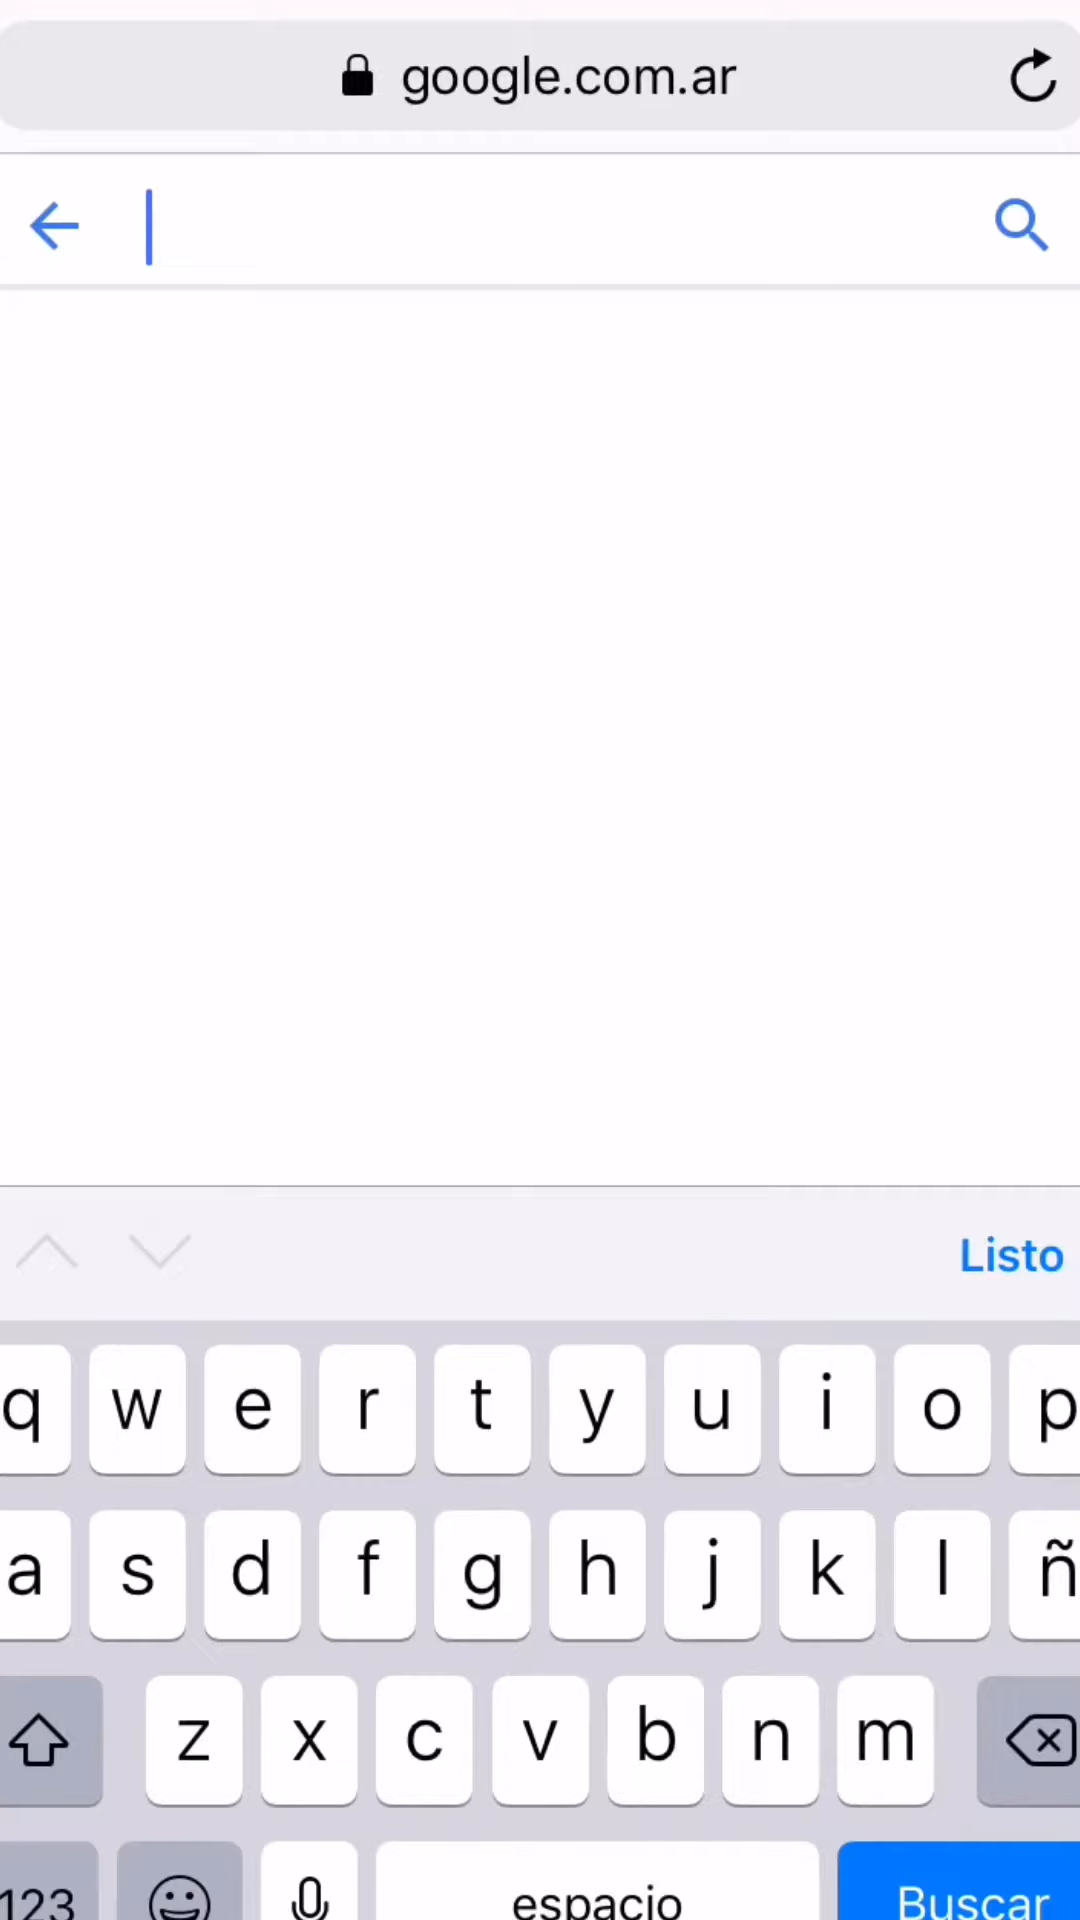 google.com.ar
Listo
q w e r t y u i o p
a s d f g h j k l ñ
z x c v b n m
123 espacio Buscar